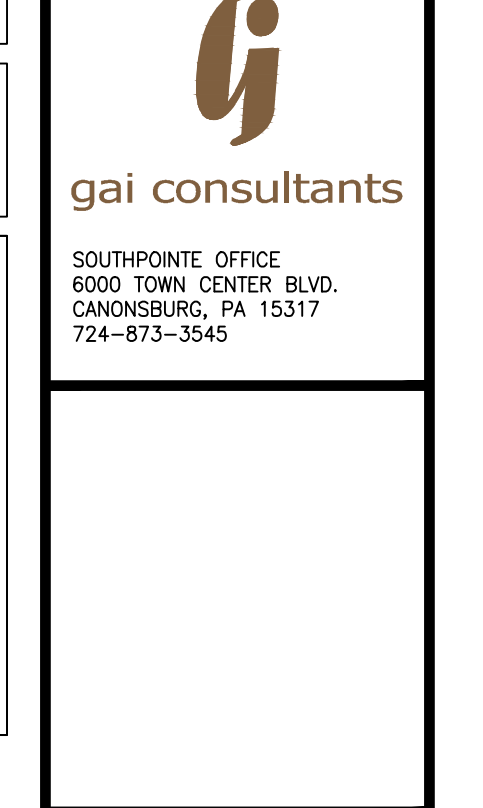 gai consultants
SOUTHPOINTE OFFICE
6000 TOWN CENTER BLVD.
CANONSBURG, PA 15317
724-873-3545